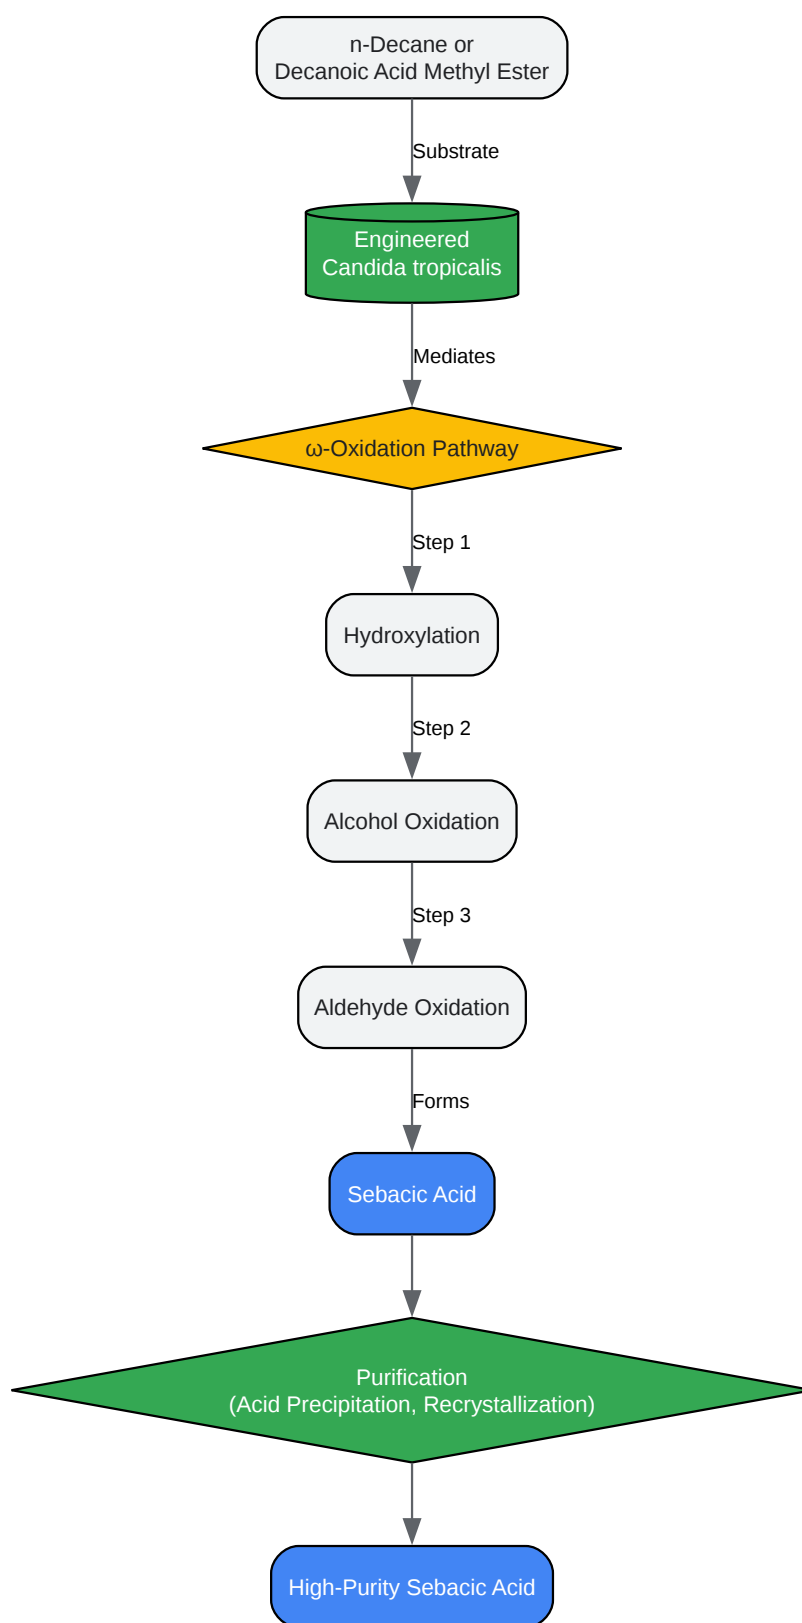 n-Decane or
Decanoic Acid Methyl Ester
Substrate
Engineered
Candida tropicalis
Mediates
ω-Oxidation Pathway
Step 1
Hydroxylation
Step 2
Alcohol Oxidation
Step 3
Aldehyde Oxidation
Forms
Sebacic Acid
Purification
(Acid Precipitation, Recrystallization)
High-Purity Sebacic Acid